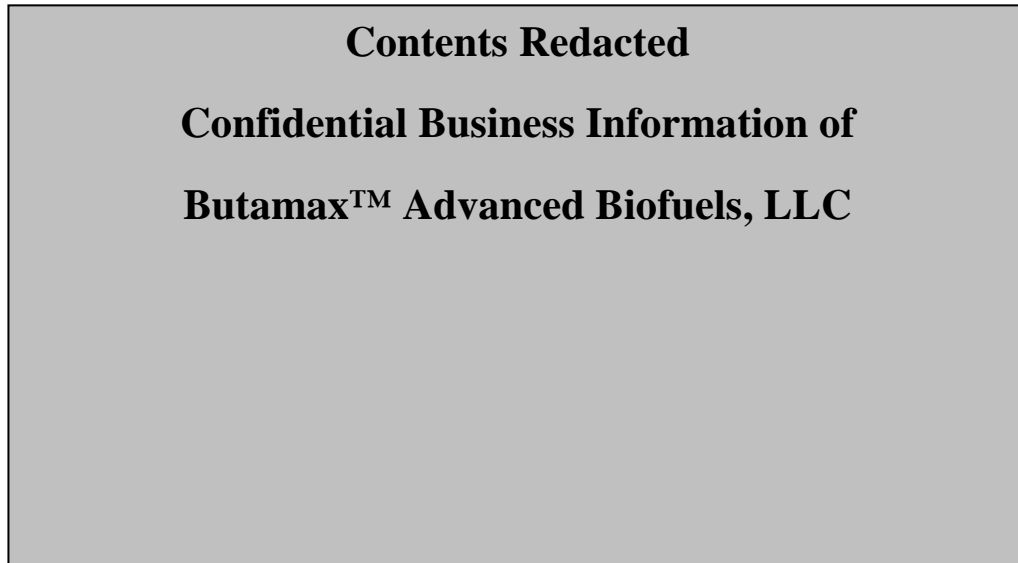 Contents Redacted
Confidential Business Information of
Butamax™ Advanced Biofuels, LLC